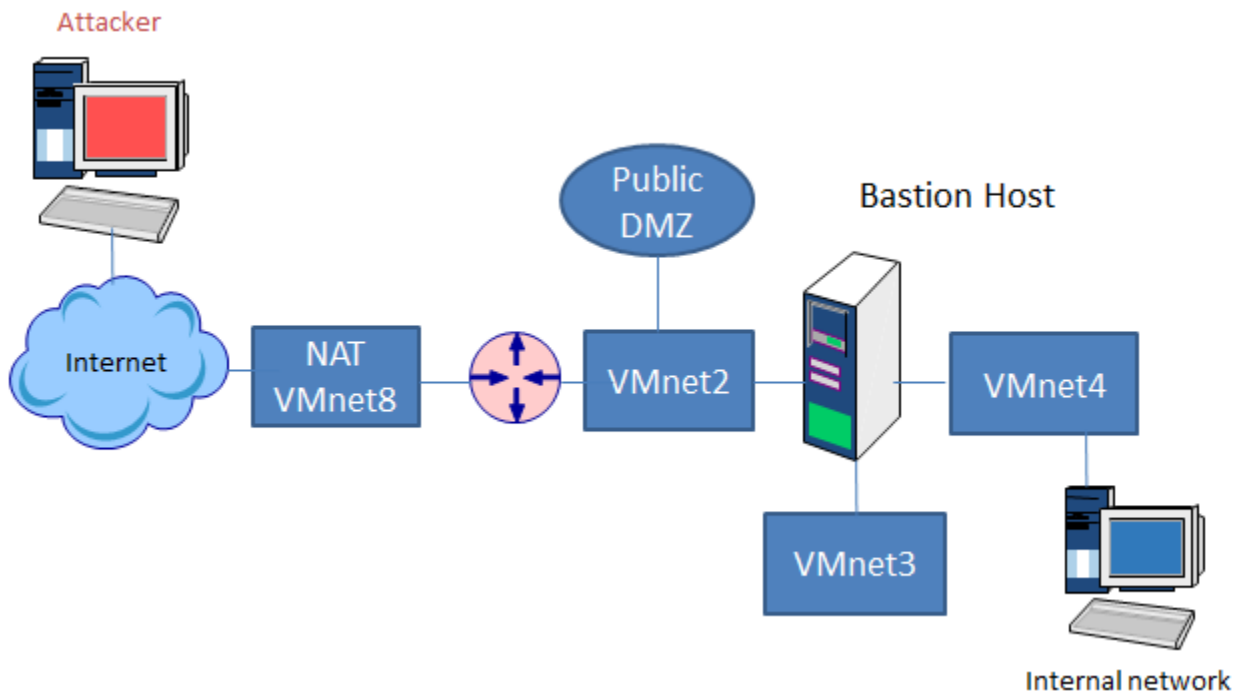 Attacker
Public
DMZ
Bastion Host
Internet
NAT
VMnet8
VMnet2
VMnet4
VMnet3
Internal network